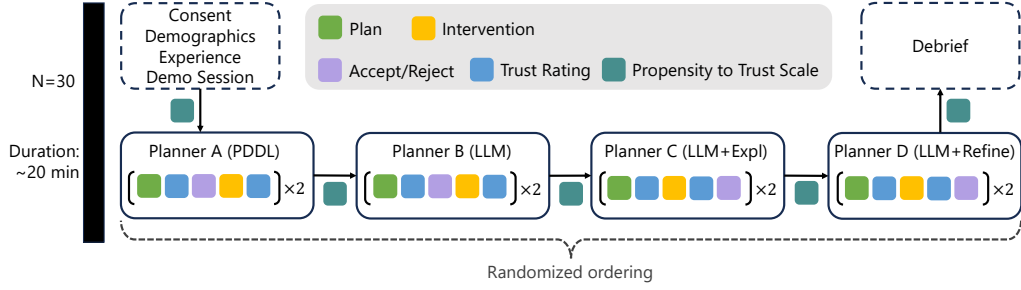 Consent
Demographics
Experience
Demo Session
Plan
Intervention
Accept/Reject
Trust Rating
Propensity to Trust Scale
Debrief
N=30
Duration:
~20 min
Planner A (PDDL)
×2
Planner B (LLM)
×2
Planner C (LLM+Expl)
×2
Planner D (LLM+Refine)
×2
Randomized ordering